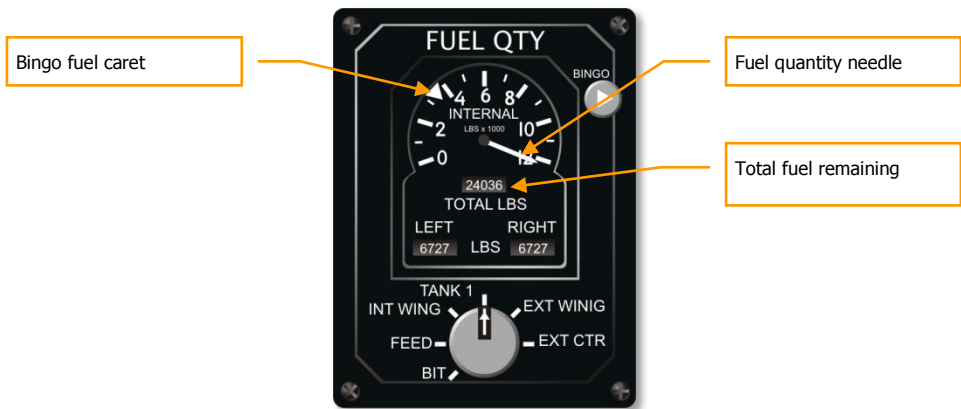 FUEL QTY
Bingo fuel caret
Fuel quantity needle
BINGO
4 6 8
INTERNAL
LBS x 1000
2 10
0 12
24036
Total fuel remaining
TOTAL LBS
LEFT RIGHT
6727 LBS 6727
TANK 1
INT WING EXT WINIG
FEED EXT CTR
BIT